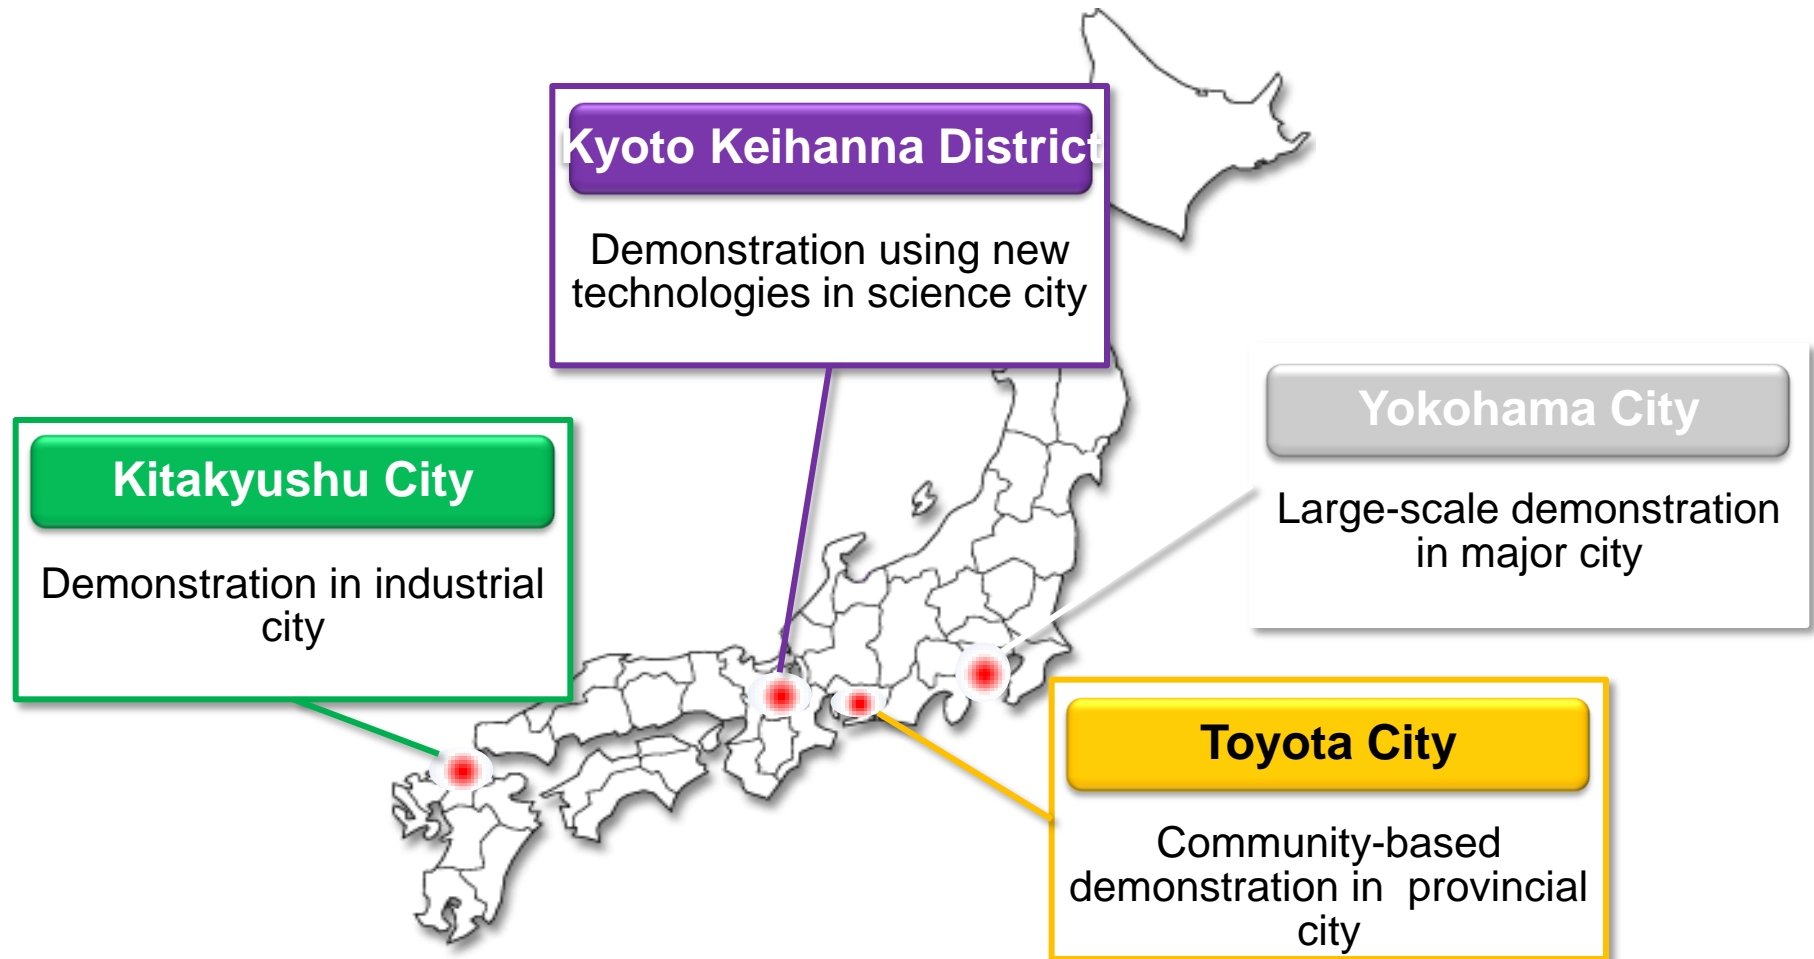 Kyoto Keihanna District
Demonstration using new
technologies in science city
Yokohama City
Large-scale demonstration
in major city
Kitakyushu City
Demonstration in industrial
city
Toyota City
Community-based
demonstration in provincial
city